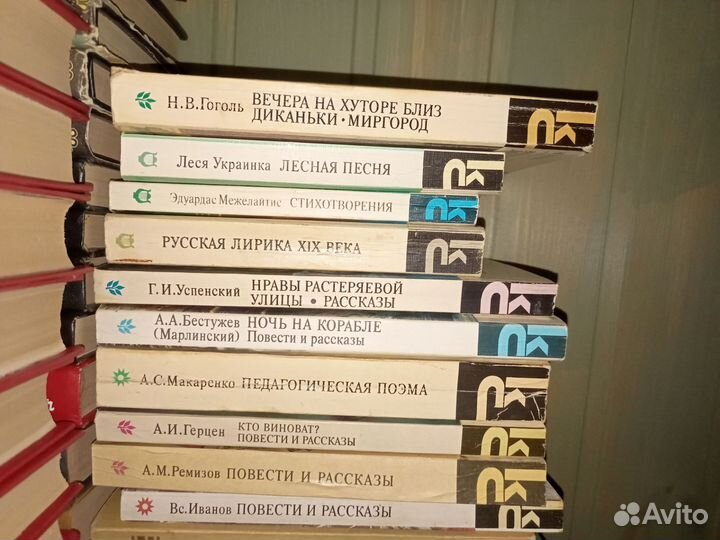 Н.В.Гоголь ВЕЧЕРА НА ХУТОРЕ БЛИЗ
ДИКАНЬКИ • МИРГОРОД
Леся Украинка ЛЕСНАЯ ПЕСНЯ
Эдуардас Межелайтис СТИХОТВОРЕНИЯ
РУССКАЯ ЛИРИКА XIX ВЕКА
Г.И.Успенский НРАВЫ РАСТЕРЯЕВОЙ
УЛИЦЫ • РАССКАЗЫ
А.А.Бестужев НОЧЬ НА КОРАБЛЕ
(Марлинский) Повести и рассказы
А.С.Макаренко ПЕДАГОГИЧЕСКАЯ ПОЭМА
А.И.Герцен КТО ВИНОВАТ?
ПОВЕСТИ И РАССКАЗЫ
А.М.Ремизов ПОВЕСТИ И РАССКАЗЫ
Вс.Иванов ПОВЕСТИ И РАССКАЗЫ
Avito